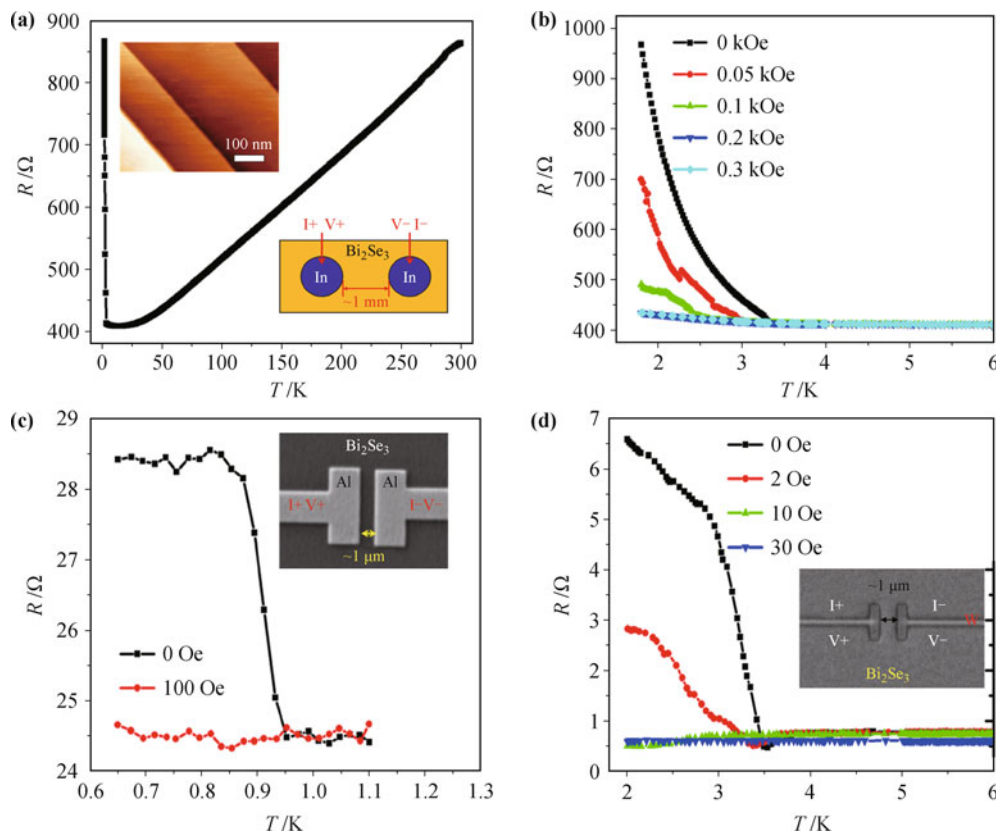 (a)
900
800
700
600
500
400
R /Ω
100 nm
I+ V+ V− I−
Bi₂Se₃
In In
~1 mm
0 50 100 150 200 250 300
T /K
(b)
1000
900
800
700
600
500
400
R /Ω
0 kOe
0.05 kOe
0.1 kOe
0.2 kOe
0.3 kOe
2 3 4 5 6
T /K
(c)
29
28
27
26
25
24
R /Ω
Bi₂Se₃
Al Al
I+ V+ I−V−
~1 μm
0 Oe
100 Oe
0.6 0.7 0.8 0.9 1.0 1.1 1.2 1.3
T /K
(d)
7
6
5
4
3
2
1
0
R /Ω
0 Oe
2 Oe
10 Oe
30 Oe
~1 μm
I+ I−
W
V+ V−
Bi₂Se₃
2 3 4 5 6
T /K